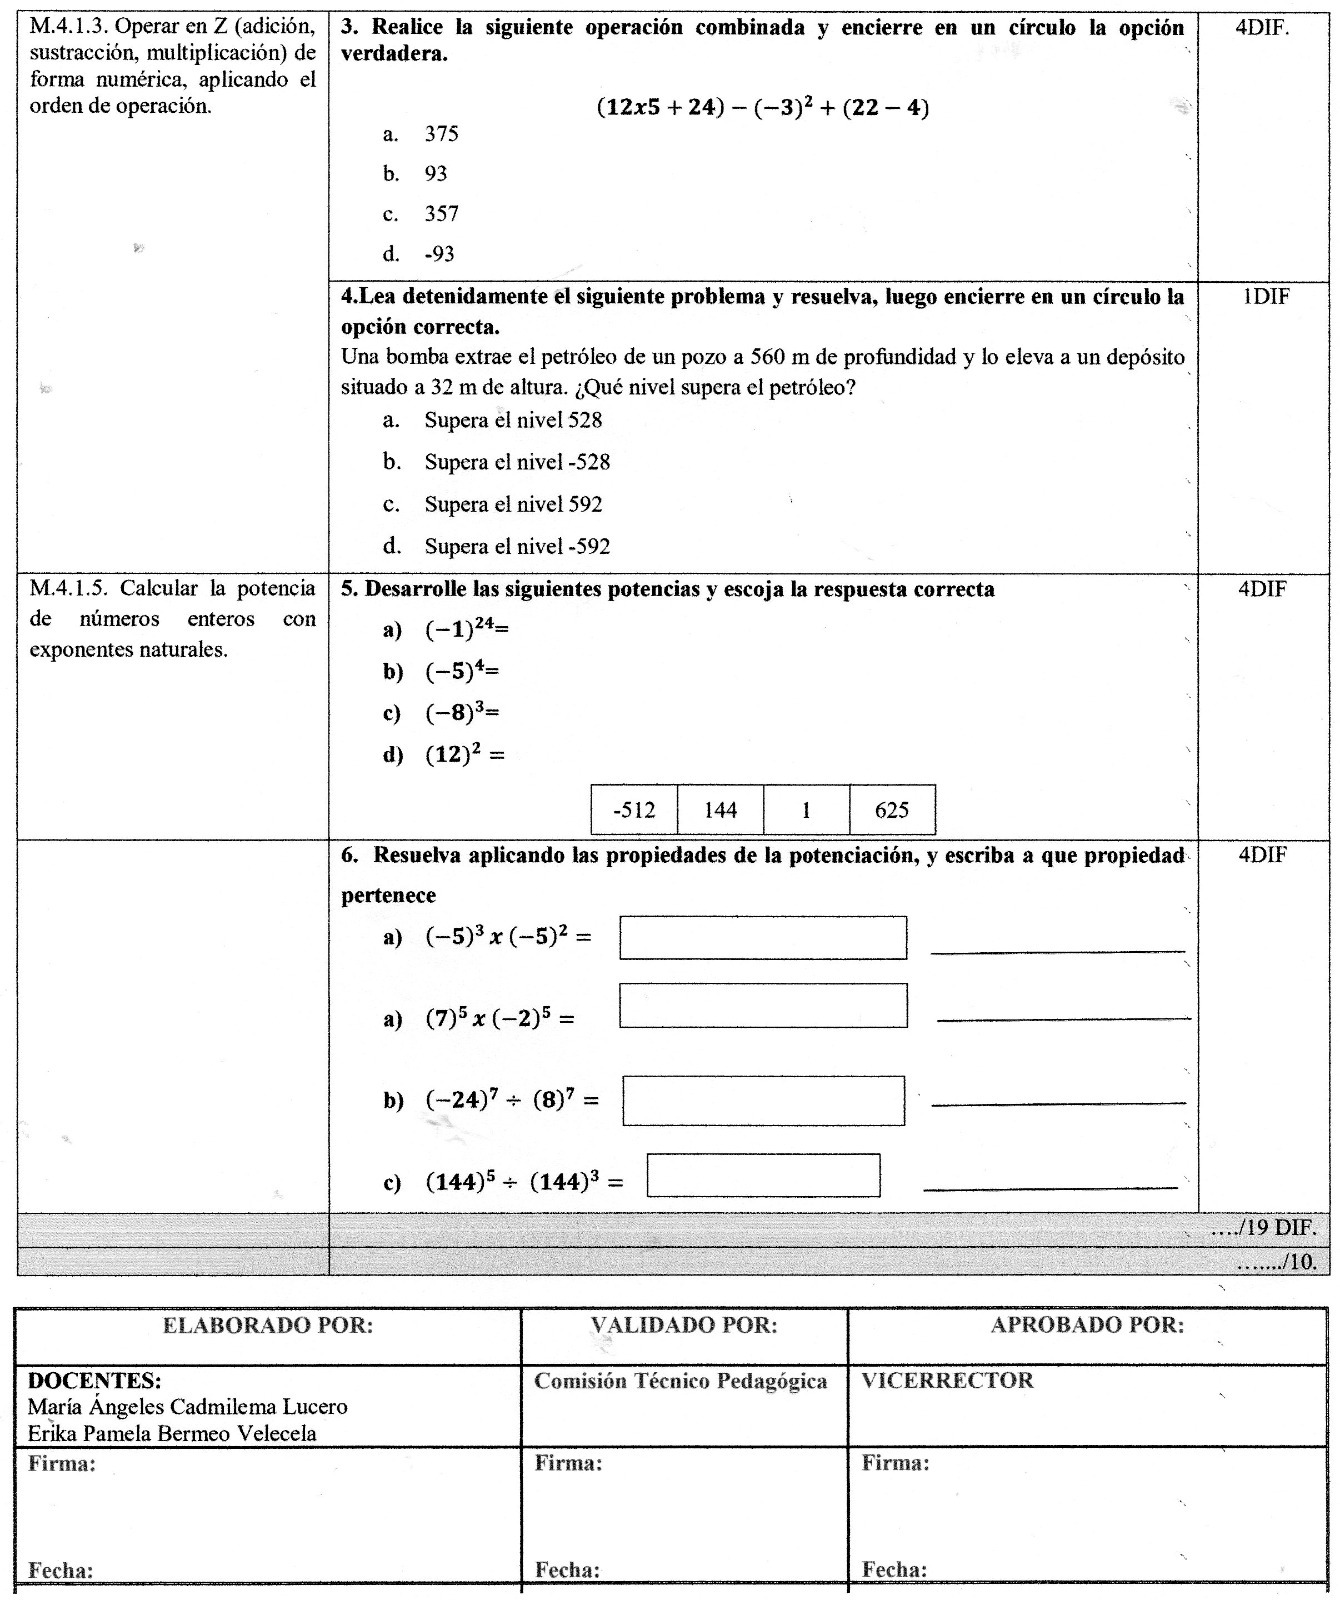 M.4.1.3. Operar en Z (adición,
sustracción, multiplicación) de
forma numérica, aplicando el
orden de operación.
3. Realice la siguiente operación combinada y encierre en un círculo la opción
verdadera.
(12x5 + 24) − (−3)² + (22 − 4)
a. 375
b. 93
c. 357
d. -93
4DIF.
4.Lea detenidamente el siguiente problema y resuelva, luego encierre en un círculo la
opción correcta.
Una bomba extrae el petróleo de un pozo a 560 m de profundidad y lo eleva a un depósito
situado a 32 m de altura. ¿Qué nivel supera el petróleo?
a. Supera el nivel 528
b. Supera el nivel -528
c. Supera el nivel 592
d. Supera el nivel -592
1DIF
M.4.1.5. Calcular la potencia
de números enteros con
exponentes naturales.
5. Desarrolle las siguientes potencias y escoja la respuesta correcta
a) (−1)²⁴=
b) (−5)⁴=
c) (−8)³=
d) (12)² =
-512 144 1 625
4DIF
6. Resuelva aplicando las propiedades de la potenciación, y escriba a que propiedad
pertenece
a) (−5)³ x (−5)² =
a) (7)⁵ x (−2)⁵ =
b) (−24)⁷ ÷ (8)⁷ =
c) (144)⁵ ÷ (144)³ =
4DIF
…./19 DIF.
……./10.
ELABORADO POR: VALIDADO POR: APROBADO POR:
DOCENTES:
María Ángeles Cadmilema Lucero
Erika Pamela Bermeo Velecela
Comisión Técnico Pedagógica
VICERRECTOR
Firma: Firma: Firma:
Fecha: Fecha: Fecha: